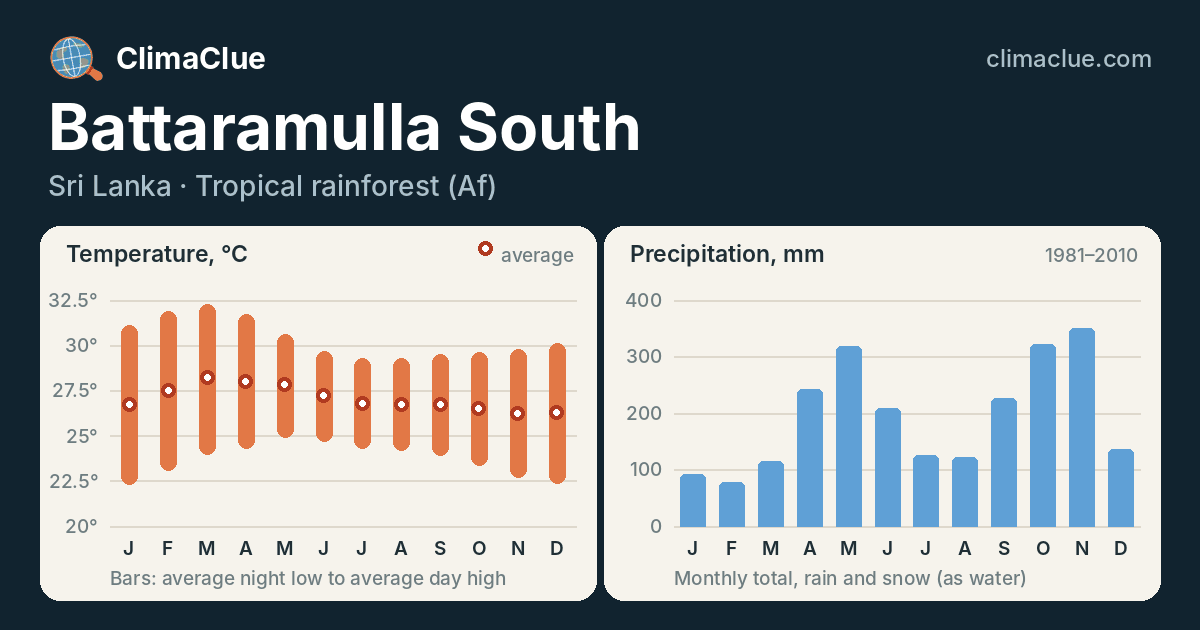 ClimaClue
climaclue.com
Battaramulla South
Sri Lanka · Tropical rainforest (Af)
Temperature, °C
average
32.5°
30°
27.5°
25°
22.5°
20°
J F M A M J J A S O N D
Bars: average night low to average day high
Precipitation, mm
1981–2010
400
300
200
100
0
J F M A M J J A S O N D
Monthly total, rain and snow (as water)